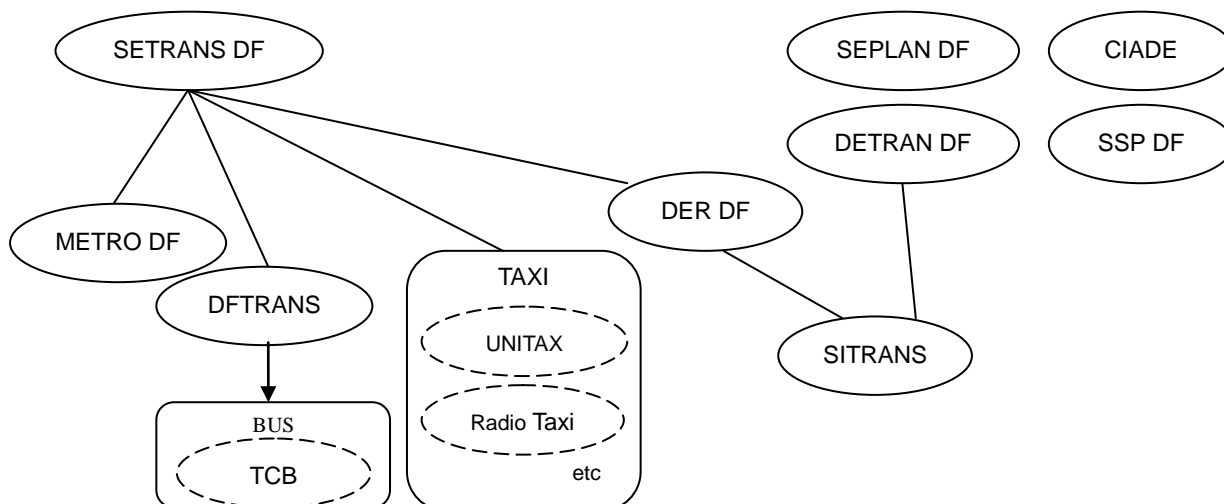 SETRANS DF
SEPLAN DF
CIADE
DETRAN DF
SSP DF
DER DF
METRO DF
TAXI
DFTRANS
UNITAX
SITRANS
Radio Taxi
BUS
etc
TCB